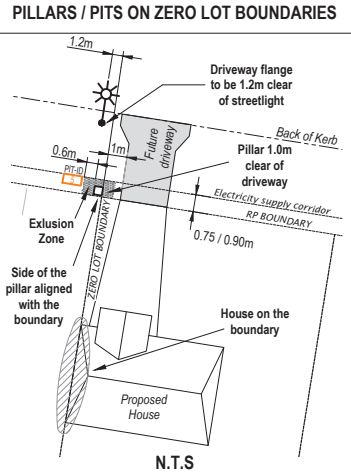 PILLARS / PITS ON ZERO LOT BOUNDARIES
1.2m
Driveway flange
to be 1.2m clear
of streetlight
Back of Kerb
Future
driveway
1m
0.6m
PIT-ID
Pillar 1.0m
clear of
driveway
Electricity supply corridor
RP BOUNDARY
0.75 / 0.90m
Exlusion
Zone
ZERO LOT BOUNDARY
Side of the
pillar aligned
with the
boundary
House on the
boundary
Proposed
House
N.T.S